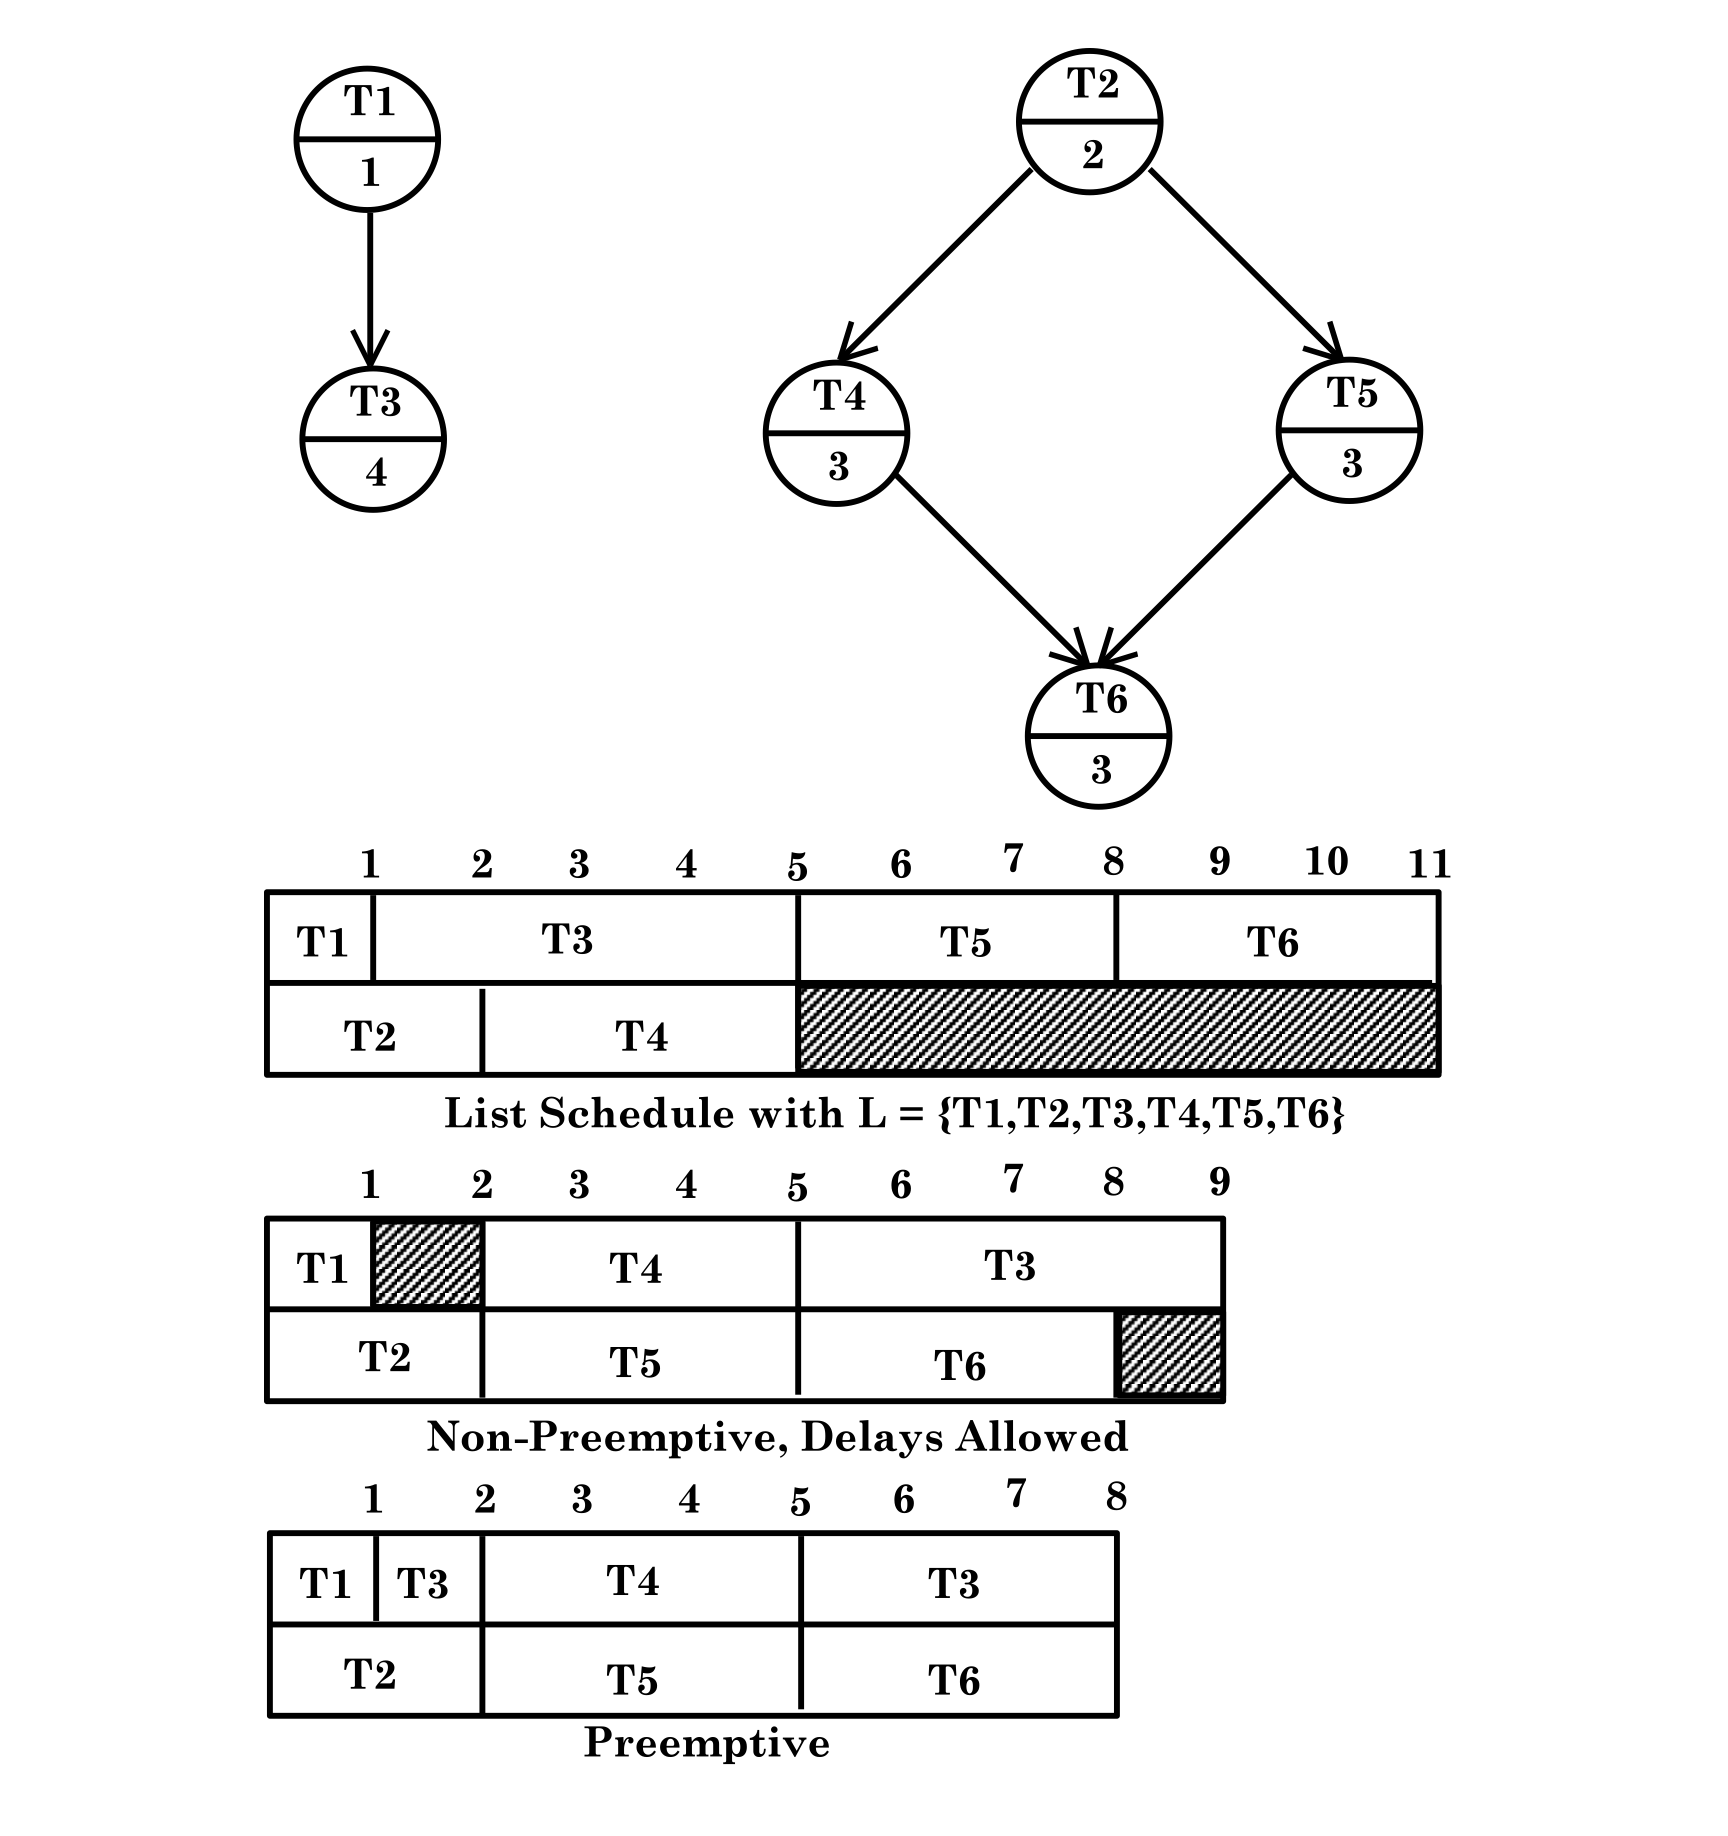 T1
1
T2
2
T3
4
T4
3
T5
3
T6
3
1 2 3 4 5 6 7 8 9 10 11
T1 T3 T5 T6
T2 T4
List Schedule with L = {T1,T2,T3,T4,T5,T6}
1 2 3 4 5 6 7 8 9
T1 T4 T3
T2 T5 T6
Non-Preemptive, Delays Allowed
1 2 3 4 5 6 7 8
T1 T3 T4 T3
T2 T5 T6
Preemptive